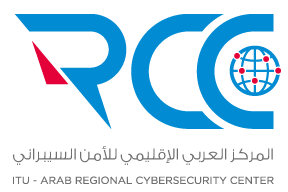 RCC
المركز العربي الإقليمي للأمن السيبراني
ITU - ARAB REGIONAL CYBERSECURITY CENTER